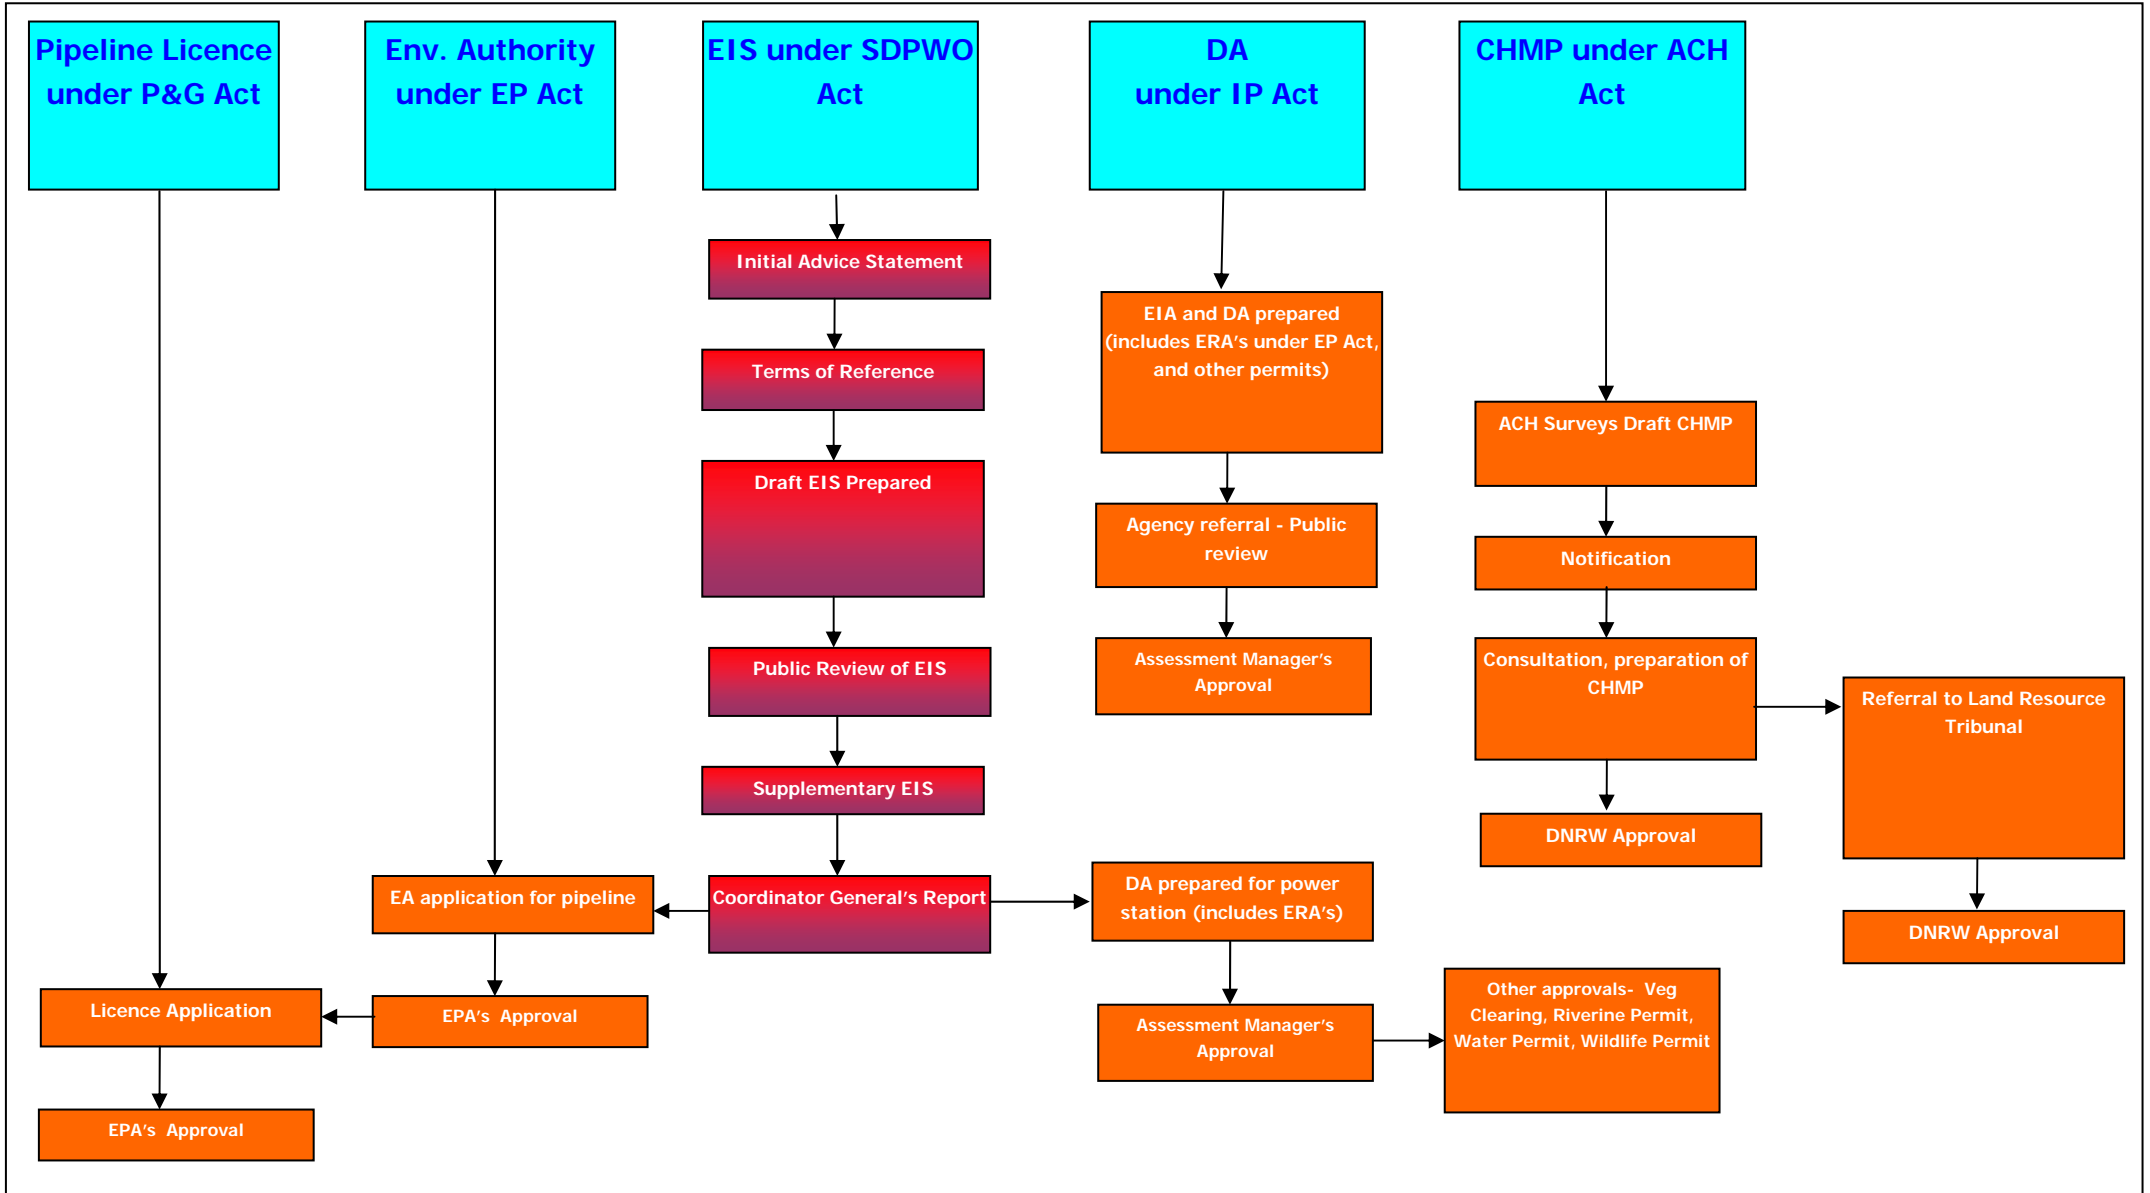 Pipeline Licence
under P&G Act
Env. Authority
under EP Act
EIS under SDPWO
Act
DA
under IP Act
CHMP under ACH
Act
Initial Advice Statement
Terms of Reference
Draft EIS Prepared
Public Review of EIS
Supplementary EIS
Coordinator General's Report
EA application for pipeline
EPA's Approval
Licence Application
EPA's Approval
EIA and DA prepared
(includes ERA's under EP Act,
and other permits)
Agency referral - Public
review
Assessment Manager's
Approval
DA prepared for power
station (includes ERA's)
Assessment Manager's
Approval
Other approvals- Veg
Clearing, Riverine Permit,
Water Permit, Wildlife Permit
ACH Surveys Draft CHMP
Notification
Consultation, preparation of
CHMP
DNRW Approval
Referral to Land Resource
Tribunal
DNRW Approval